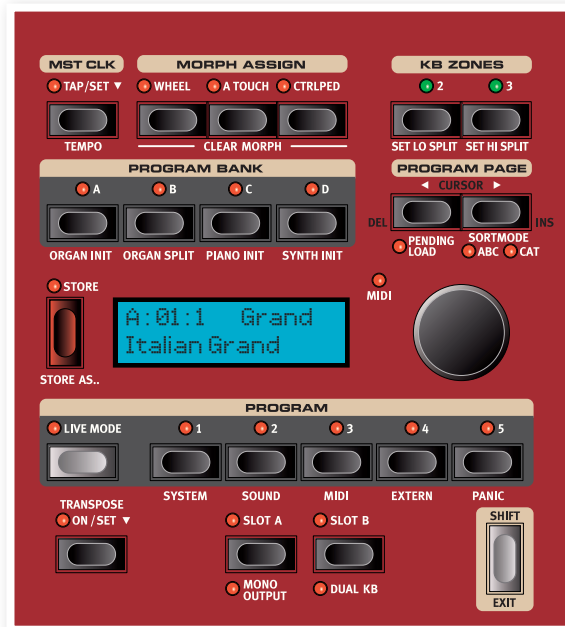 MST CLK MORPH ASSIGN KB ZONES
TAP/SET ▼ WHEEL A TOUCH CTRLPED 2 3
TEMPO CLEAR MORPH SET LO SPLIT SET HI SPLIT
PROGRAM BANK PROGRAM PAGE
A B C D ◄ CURSOR ►
DEL INS
ORGAN INIT ORGAN SPLIT PIANO INIT SYNTH INIT
PENDING LOAD SORTMODE
ABC CAT
STORE MIDI
A:01:1 Grand
Italian Grand
STORE AS..
PROGRAM
LIVE MODE 1 2 3 4 5
SYSTEM SOUND MIDI EXTERN PANIC
TRANSPOSE
ON/SET ▼ SLOT A SLOT B SHIFT
MONO OUTPUT DUAL KB
EXIT